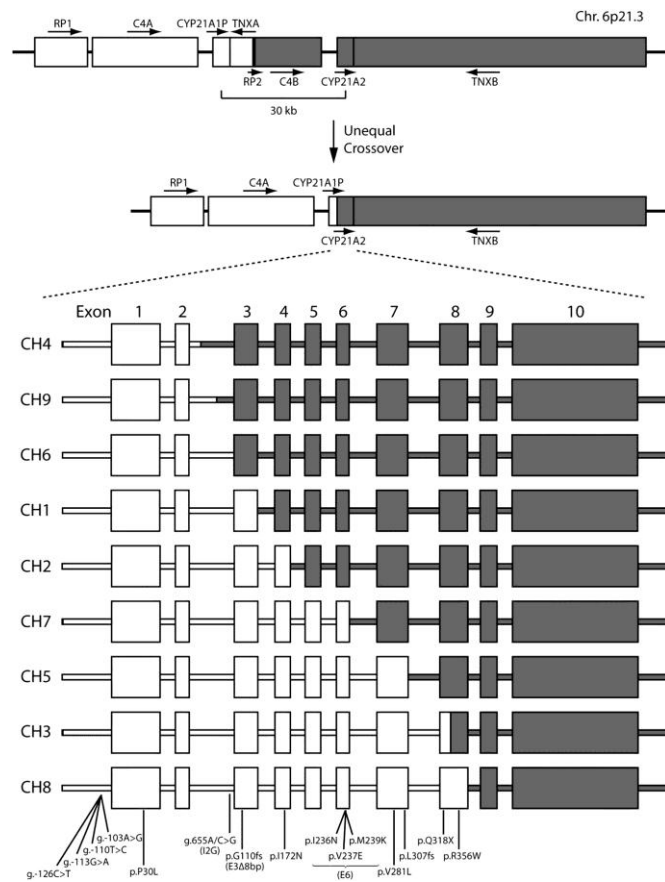 Chr. 6p21.3
RP1 C4A CYP21A1P TNXA
RP2 C4B CYP21A2 TNXB
30 kb
Unequal
Crossover
RP1 C4A CYP21A1P
CYP21A2 TNXB
Exon 1 2 3 4 5 6 7 8 9 10
CH4
CH9
CH6
CH1
CH2
CH7
CH5
CH3
CH8
g.-103A>G
g.-110T>C
g.-113G>A
g.-126C>T
p.P30L
g.655A/C>G
(I2G)
p.G110fs
(E3Δ8bp)
p.I172N
p.I236N
p.V237E
p.M239K
(E6)
p.V281L
p.L307fs
p.Q318X
p.R356W